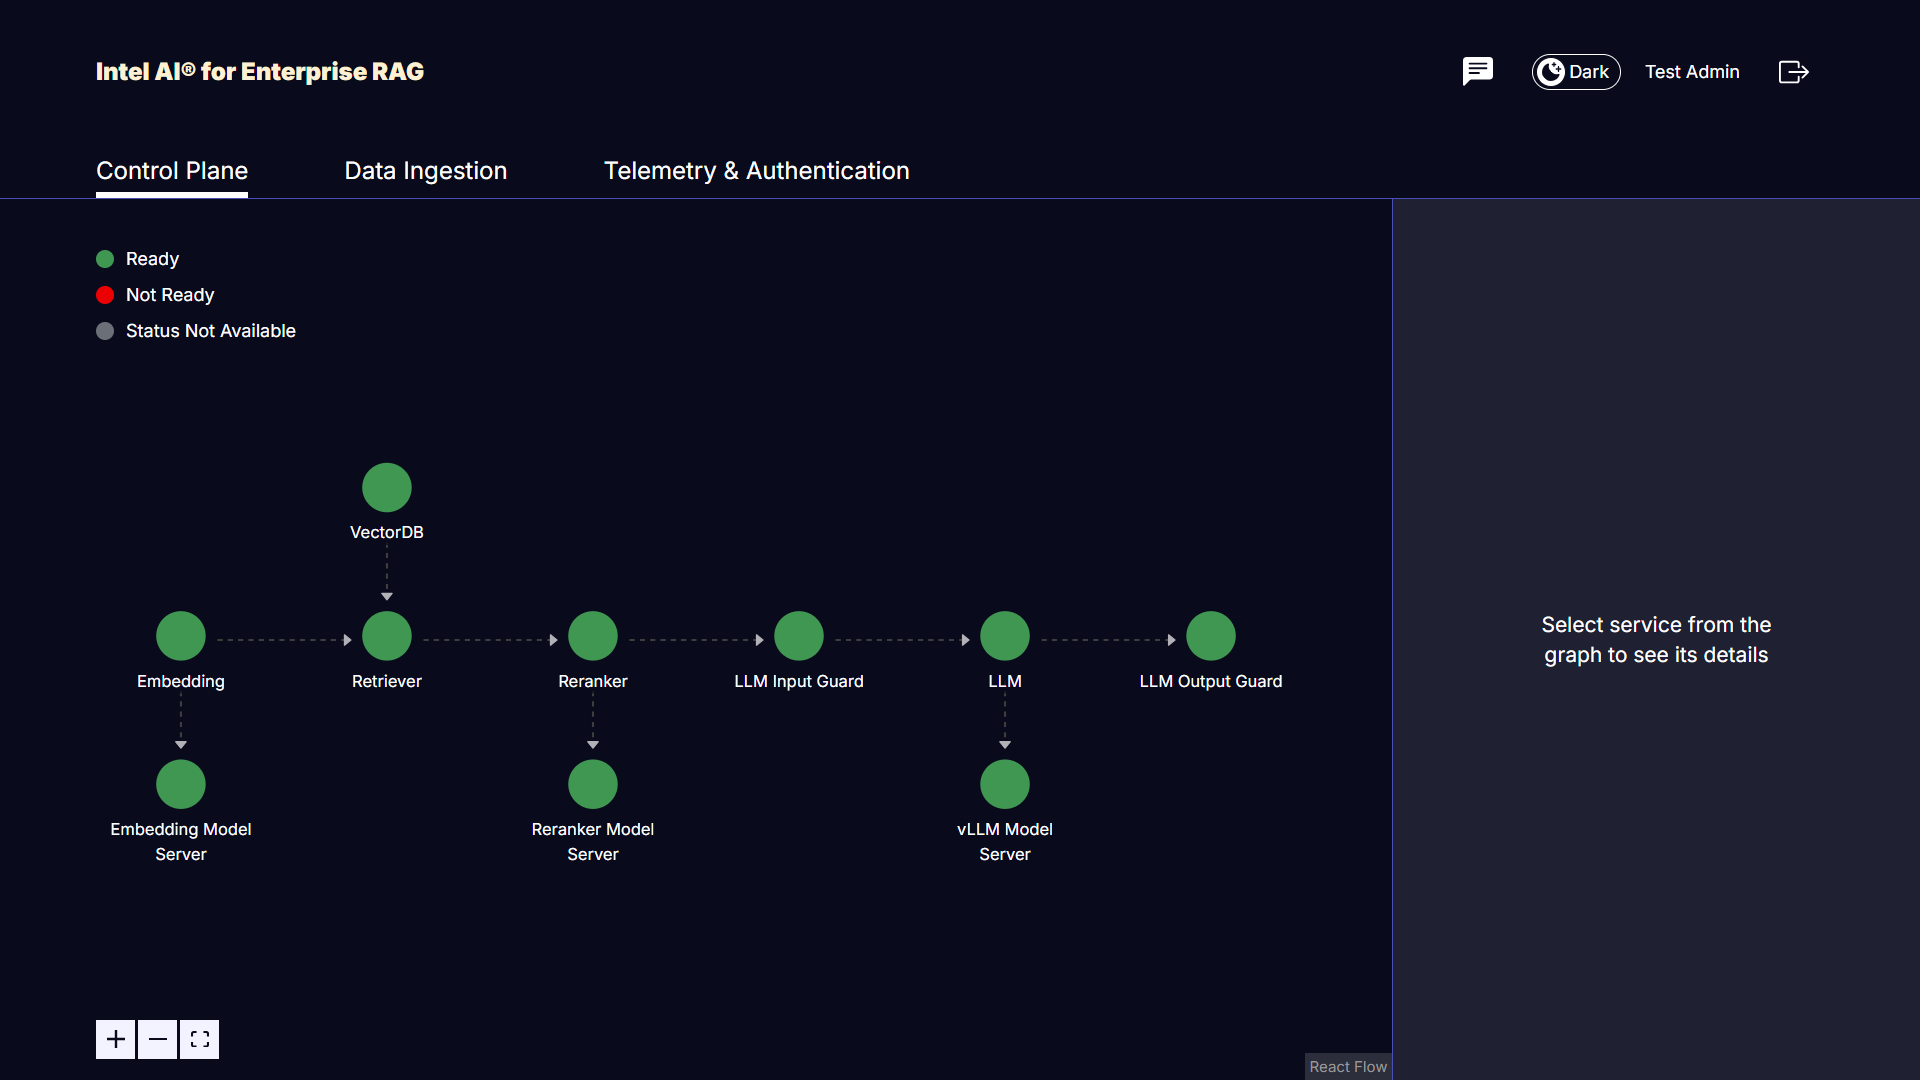 Intel AI® for Enterprise RAG
Dark
Test Admin
Control Plane
Data Ingestion
Telemetry & Authentication
Ready
Not Ready
Status Not Available
VectorDB
Embedding
Retriever
Reranker
LLM Input Guard
LLM
LLM Output Guard
Embedding Model
Server
Reranker Model
Server
vLLM Model
Server
Select service from the
graph to see its details
React Flow